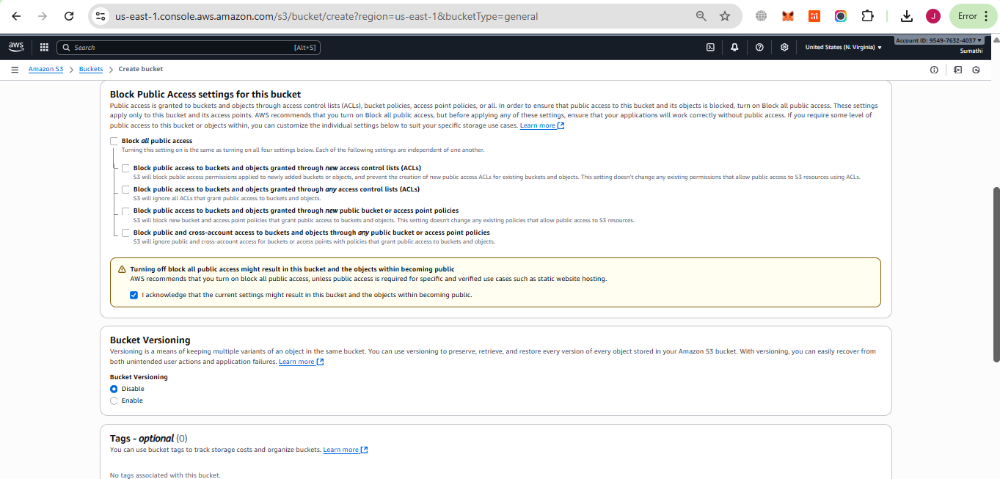 us-east-1.console.aws.amazon.com/s3/bucket/create?region=us-east-1&bucketType=general
J
Error
aws
Search
[Alt+S]
United States (N. Virginia)
Account ID: 9549-7632-4037
Sumathi
Amazon S3
Buckets
Create bucket
Block Public Access settings for this bucket
Public access is granted to buckets and objects through access control lists (ACLs), bucket policies, access point policies, or all. In order to ensure that public access to this bucket and its objects is blocked, turn on Block all public access. These settings
apply only to this bucket and its access points. AWS recommends that you turn on Block all public access, but before applying any of these settings, ensure that your applications will work correctly without public access. If you require some level of
public access to this bucket or objects within, you can customize the individual settings below to suit your specific storage use cases. Learn more
Block all public access
Turning this setting on is the same as turning on all four settings below. Each of the following settings are independent of one another.
Block public access to buckets and objects granted through new access control lists (ACLs)
S3 will block public access permissions applied to newly added buckets or objects, and prevent the creation of new public access ACLs for existing buckets and objects. This setting doesn't change any existing permissions that allow public access to S3 resources using ACLs.
Block public access to buckets and objects granted through any access control lists (ACLs)
S3 will ignore all ACLs that grant public access to buckets and objects.
Block public access to buckets and objects granted through new public bucket or access point policies
S3 will block new bucket and access point policies that grant public access to buckets and objects. This setting doesn't change any existing policies that allow public access to S3 resources.
Block public and cross-account access to buckets and objects through any public bucket or access point policies
S3 will ignore public and cross-account access for buckets or access points with policies that grant public access to buckets and objects.
Turning off block all public access might result in this bucket and the objects within becoming public
AWS recommends that you turn on block all public access, unless public access is required for specific and verified use cases such as static website hosting.
I acknowledge that the current settings might result in this bucket and the objects within becoming public.
Bucket Versioning
Versioning is a means of keeping multiple variants of an object in the same bucket. You can use versioning to preserve, retrieve, and restore every version of every object stored in your Amazon S3 bucket. With versioning, you can easily recover from
both unintended user actions and application failures. Learn more
Bucket Versioning
Disable
Enable
Tags - optional (0)
You can use bucket tags to track storage costs and organize buckets. Learn more
No tags associated with this bucket.